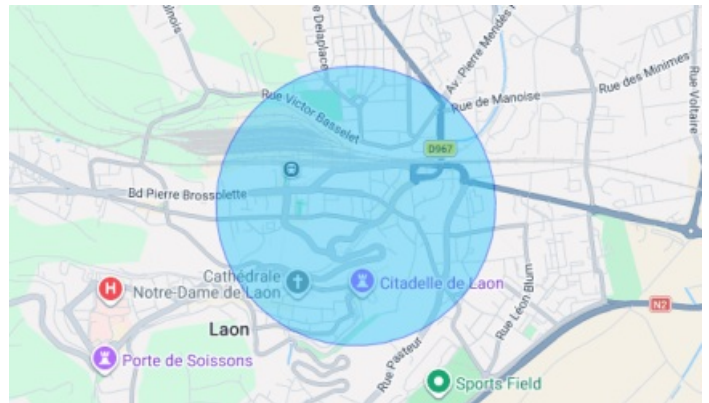 Rue Delaplace
Av. Pierre Mendès
Rue des Minimes
Rue Voltaire
Rue Victor Basselet
Rue de Manoise
D967
Bd Pierre Brossolette
Cathédrale
Notre-Dame de Laon
H
Citadelle de Laon
Rue Léon Blum
N2
Laon
Porte de Soissons
Rue Pasteur
Sports Field